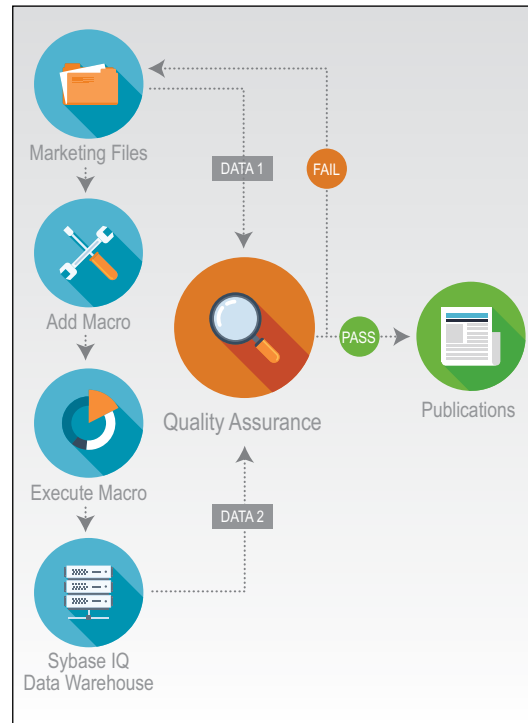 Marketing Files
DATA 1
FAIL
Add Macro
Quality Assurance
PASS
Publications
Execute Macro
DATA 2
Sybase IQ
Data Warehouse